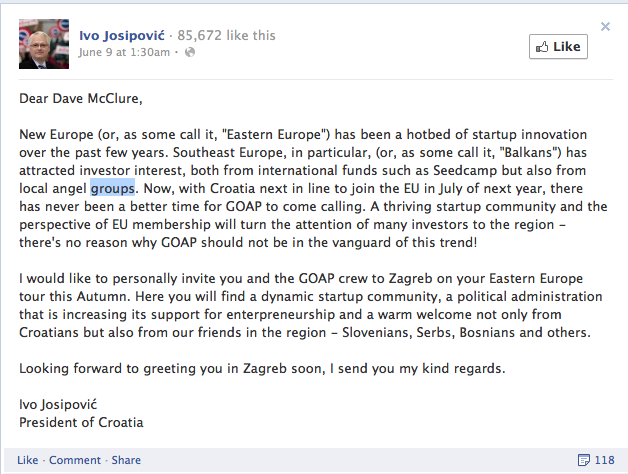 Ivo Josipović · 85,672 like this
June 9 at 1:30am ·
Like
Dear Dave McClure,
New Europe (or, as some call it, "Eastern Europe") has been a hotbed of startup innovation
over the past few years. Southeast Europe, in particular, (or, as some call it, "Balkans") has
attracted investor interest, both from international funds such as Seedcamp but also from
local angel groups. Now, with Croatia next in line to join the EU in July of next year, there
has never been a better time for GOAP to come calling. A thriving startup community and the
perspective of EU membership will turn the attention of many investors to the region –
there's no reason why GOAP should not be in the vanguard of this trend!
I would like to personally invite you and the GOAP crew to Zagreb on your Eastern Europe
tour this Autumn. Here you will find a dynamic startup community, a political administration
that is increasing its support for enterpreneurship and a warm welcome not only from
Croatians but also from our friends in the region – Slovenians, Serbs, Bosnians and others.
Looking forward to greeting you in Zagreb soon, I send you my kind regards.
Ivo Josipović
President of Croatia
Like · Comment · Share
118